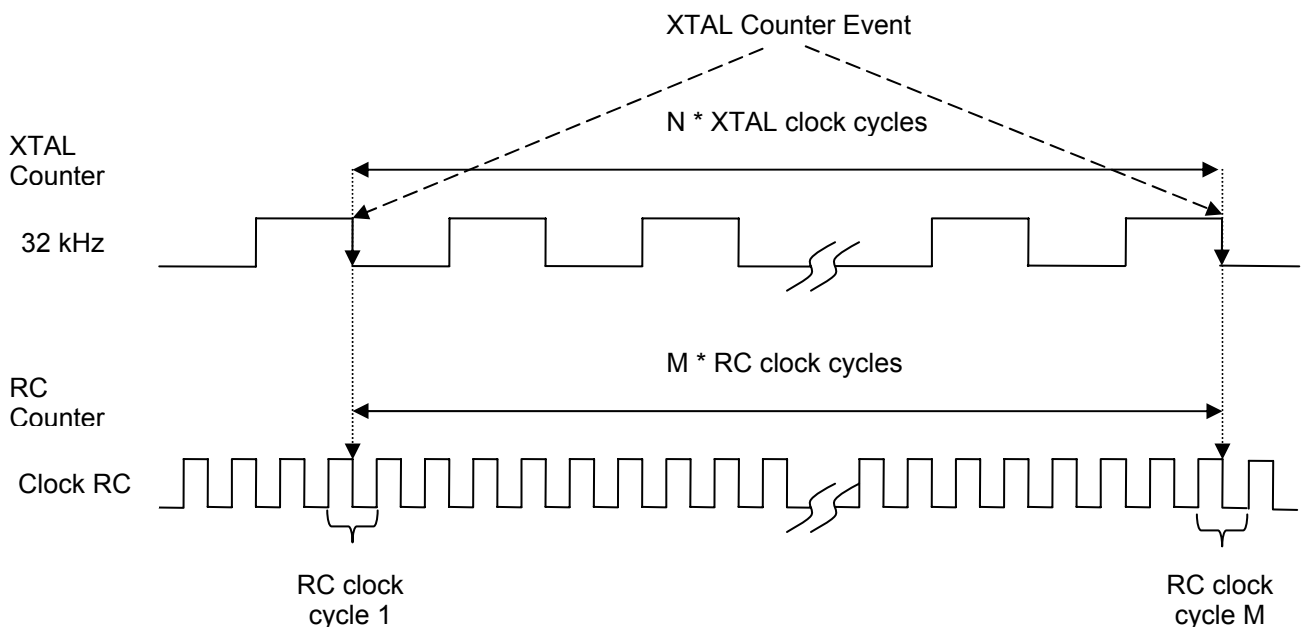 XTAL Counter Event
N * XTAL clock cycles
XTAL
Counter
32 kHz
M * RC clock cycles
RC
Counter
Clock RC
RC clock
cycle 1
RC clock
cycle M